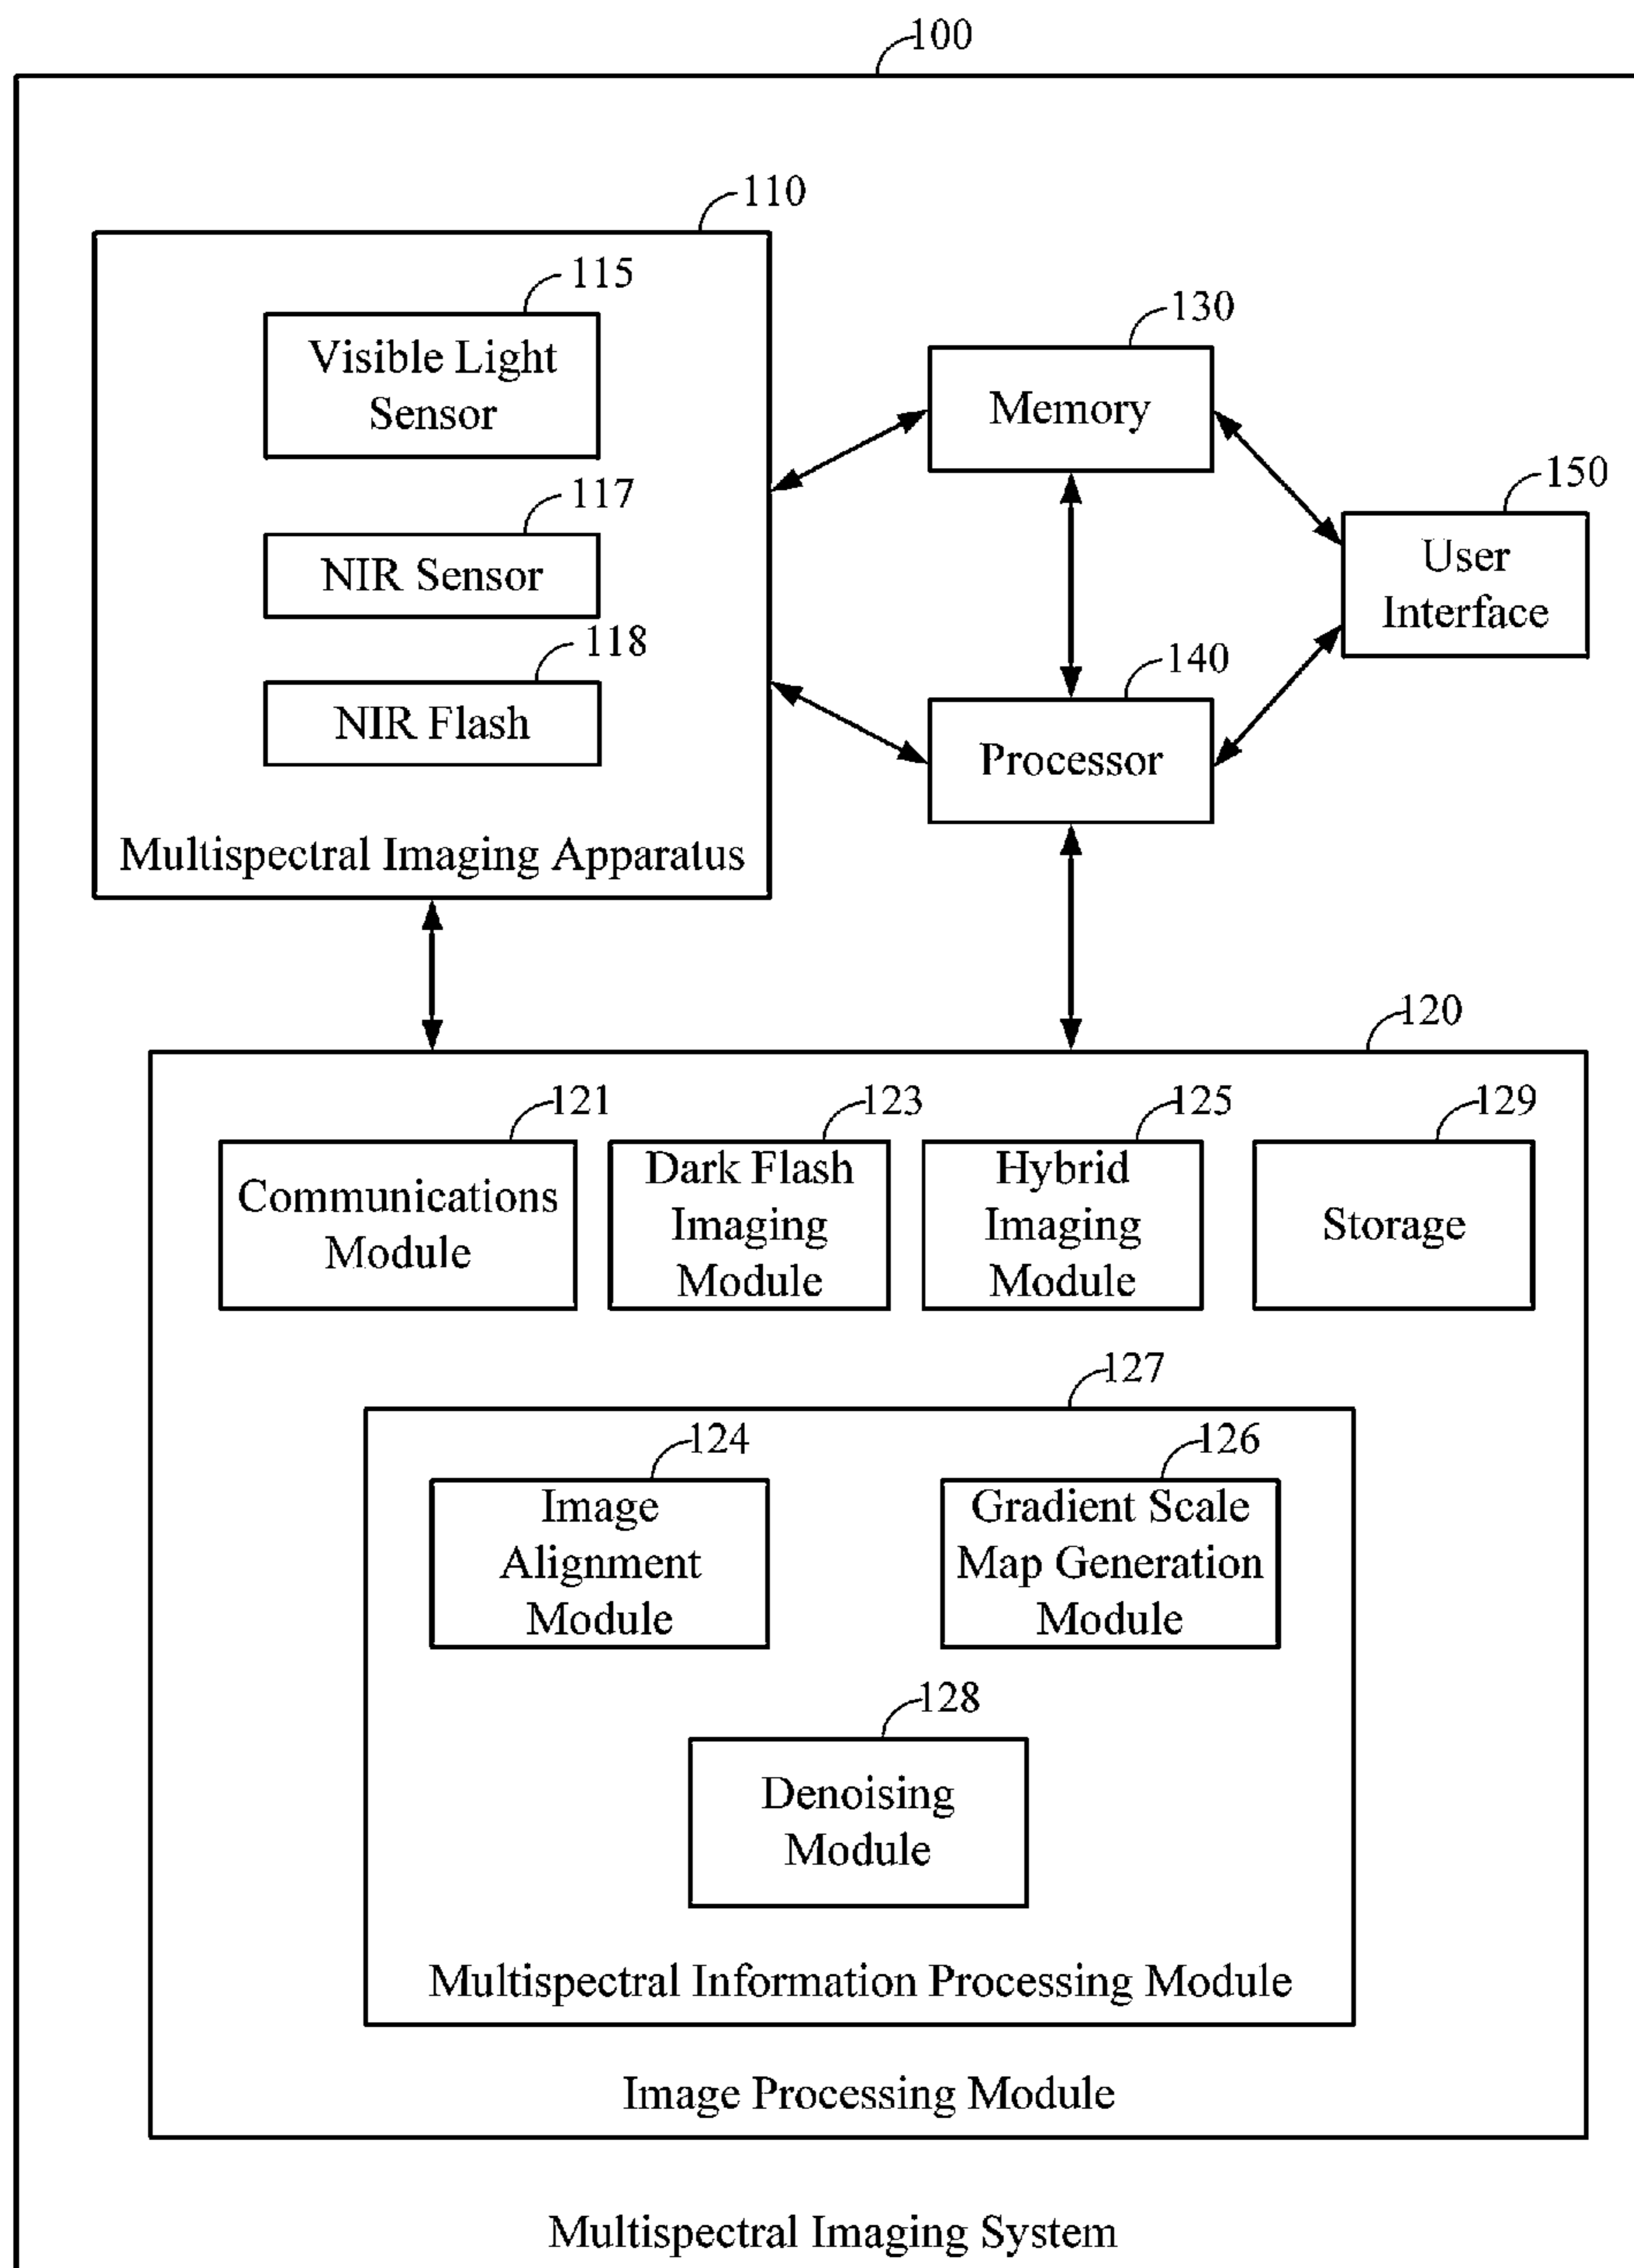 100
110
115
Visible Light
Sensor
117
NIR Sensor
118
NIR Flash
Multispectral Imaging Apparatus
130
Memory
150
User
Interface
140
Processor
120
121
Communications
Module
123
Dark Flash
Imaging
Module
125
Hybrid
Imaging
Module
129
Storage
127
124
Image
Alignment
Module
126
Gradient Scale
Map Generation
Module
128
Denoising
Module
Multispectral Information Processing Module
Image Processing Module
Multispectral Imaging System